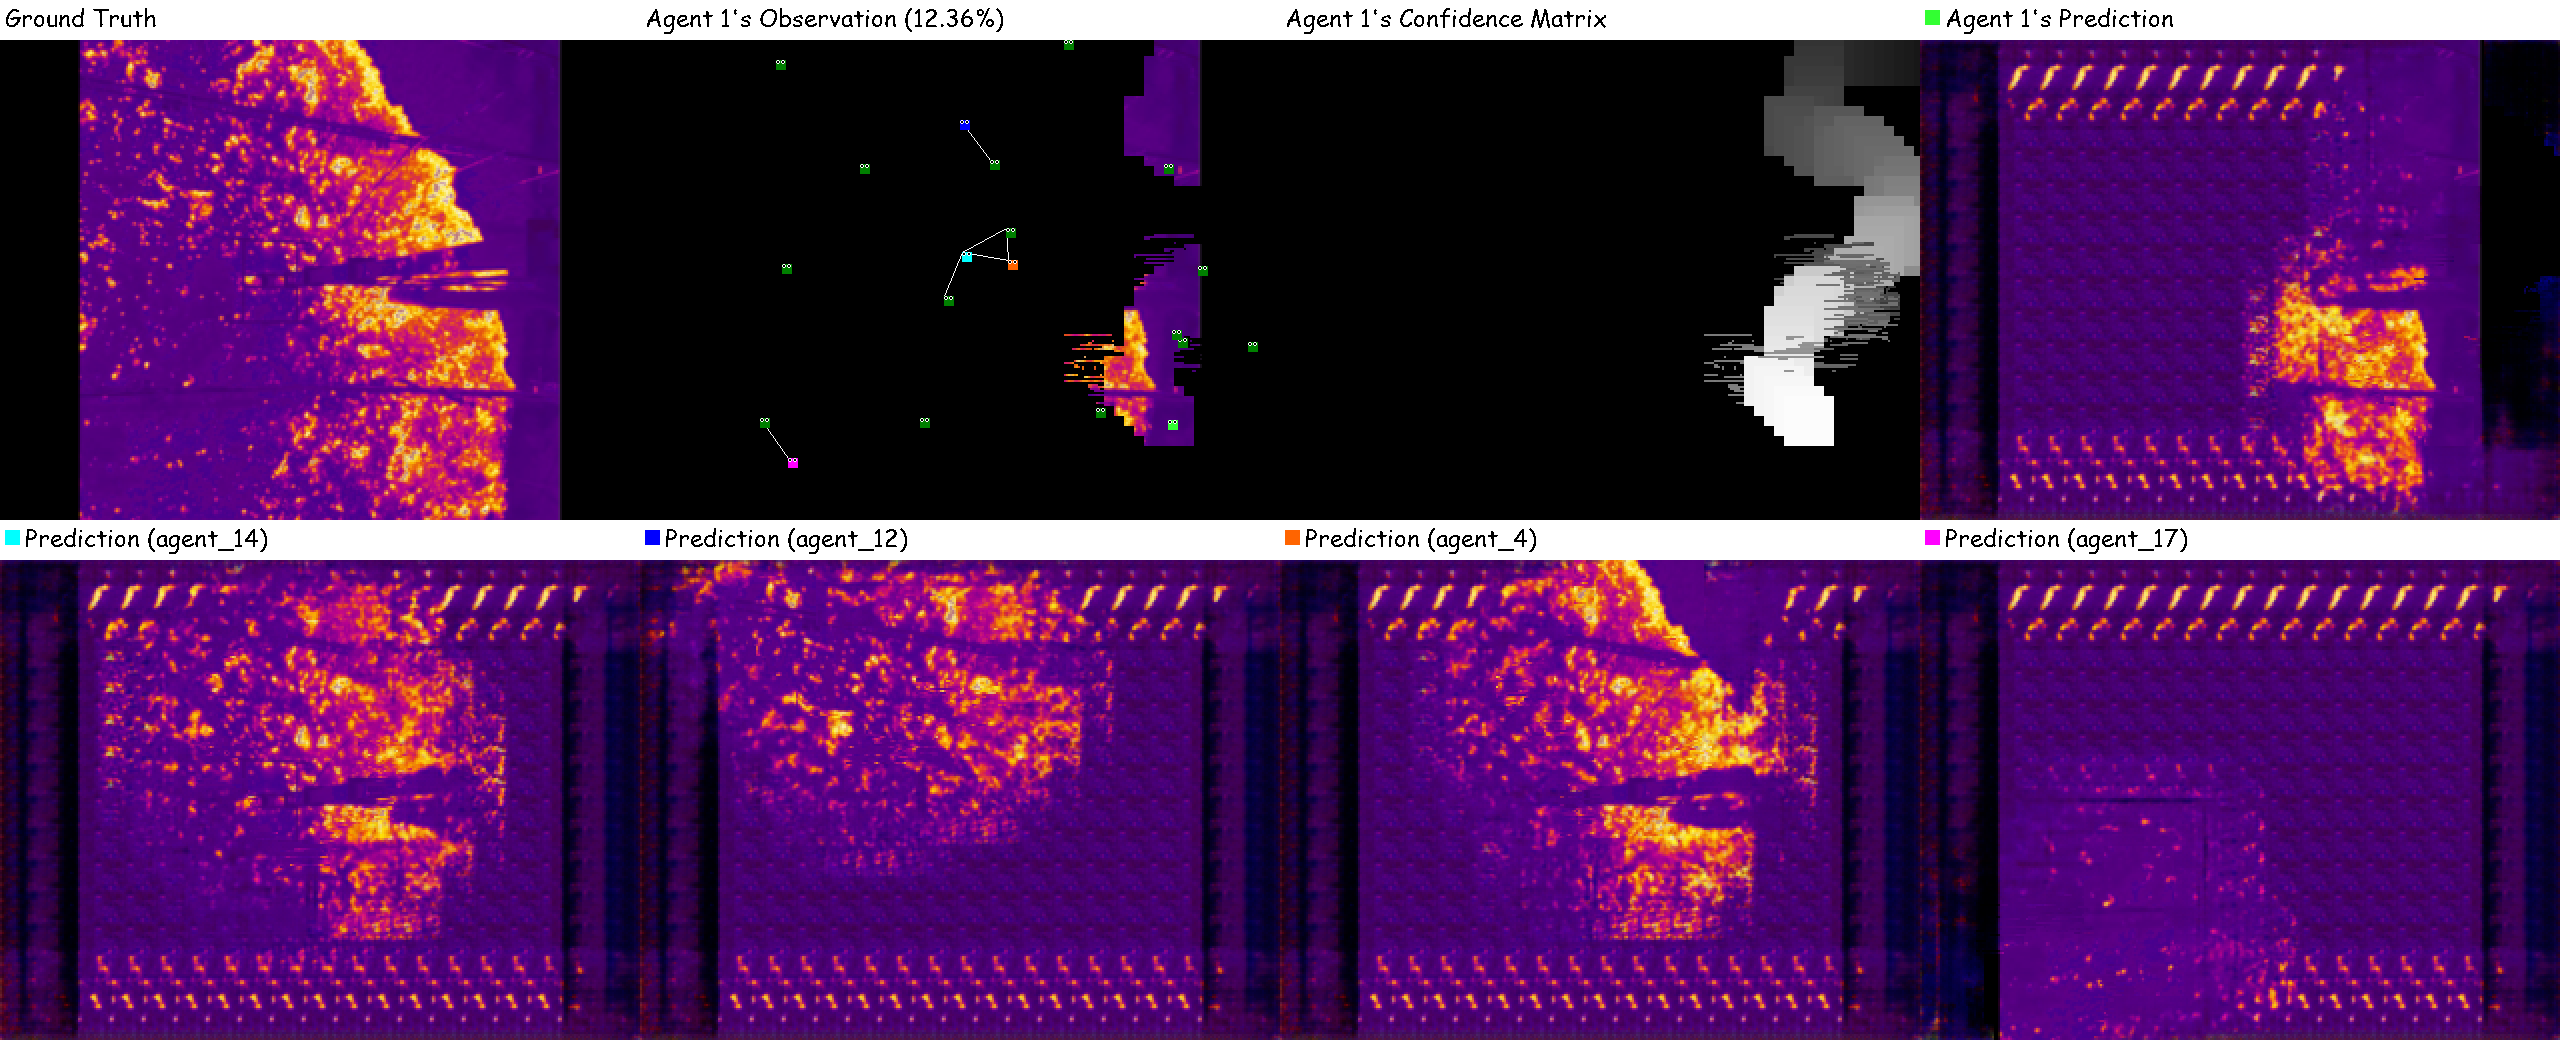 Ground Truth
Agent 1's Observation (12.36%)
Agent 1's Confidence Matrix
Agent 1's Prediction
Prediction (agent_14)
Prediction (agent_12)
Prediction (agent_4)
Prediction (agent_17)